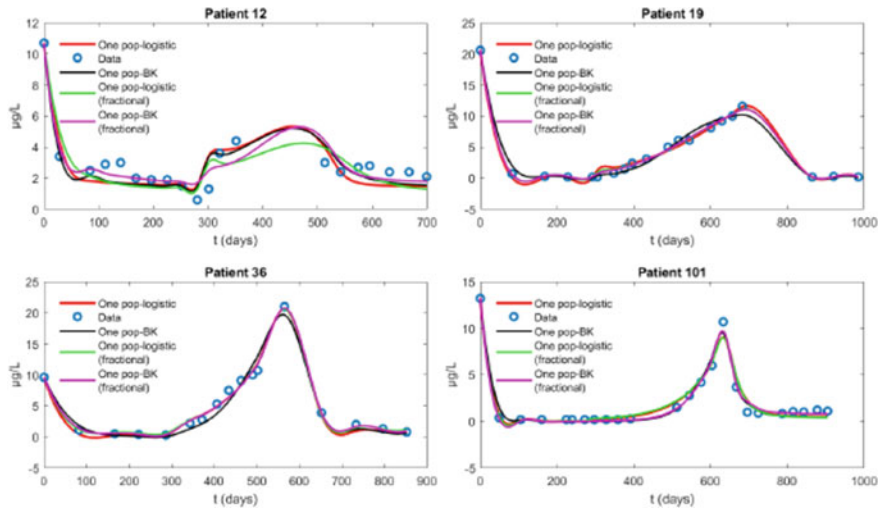 Patient 12
12
10
8
6
4
2
0
µg/L
One pop-logistic
Data
One pop-BK
One pop-logistic
(fractional)
One pop-BK
(fractional)
0 100 200 300 400 500 600 700
t (days)
Patient 19
25
20
15
10
5
0
-5
µg/L
One pop-logistic
Data
One pop-BK
One pop-logistic
(fractional)
One pop-BK
(fractional)
0 200 400 600 800 1000
t (days)
Patient 36
25
20
15
10
5
0
-5
µg/L
One pop-logistic
Data
One pop-BK
One pop-logistic
(fractional)
One pop-BK
(fractional)
0 100 200 300 400 500 600 700 800 900
t (days)
Patient 101
15
10
5
0
-5
µg/L
One pop-logistic
Data
One pop-BK
One pop-logistic
(fractional)
One pop-BK
(fractional)
0 200 400 600 800 1000
t (days)